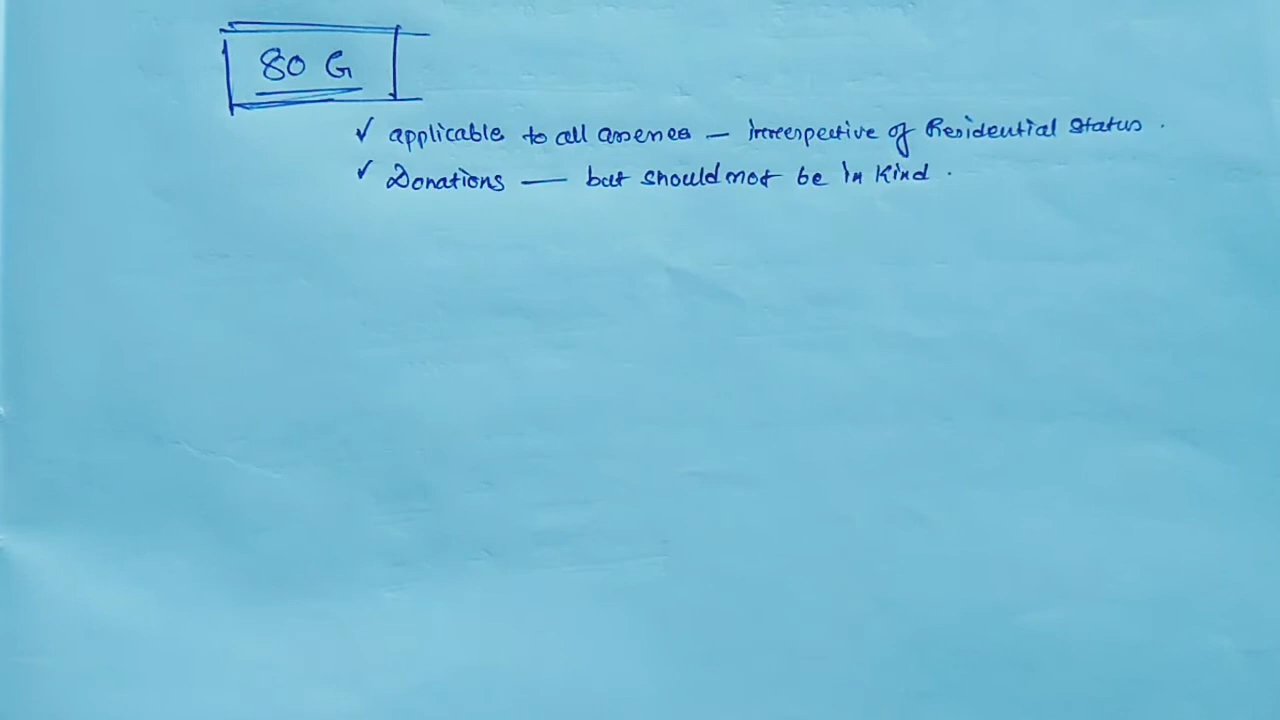 80 G
✓ applicable to all assesses — irrespective of Residential Status.
✓ Donations — but should not be in Kind.